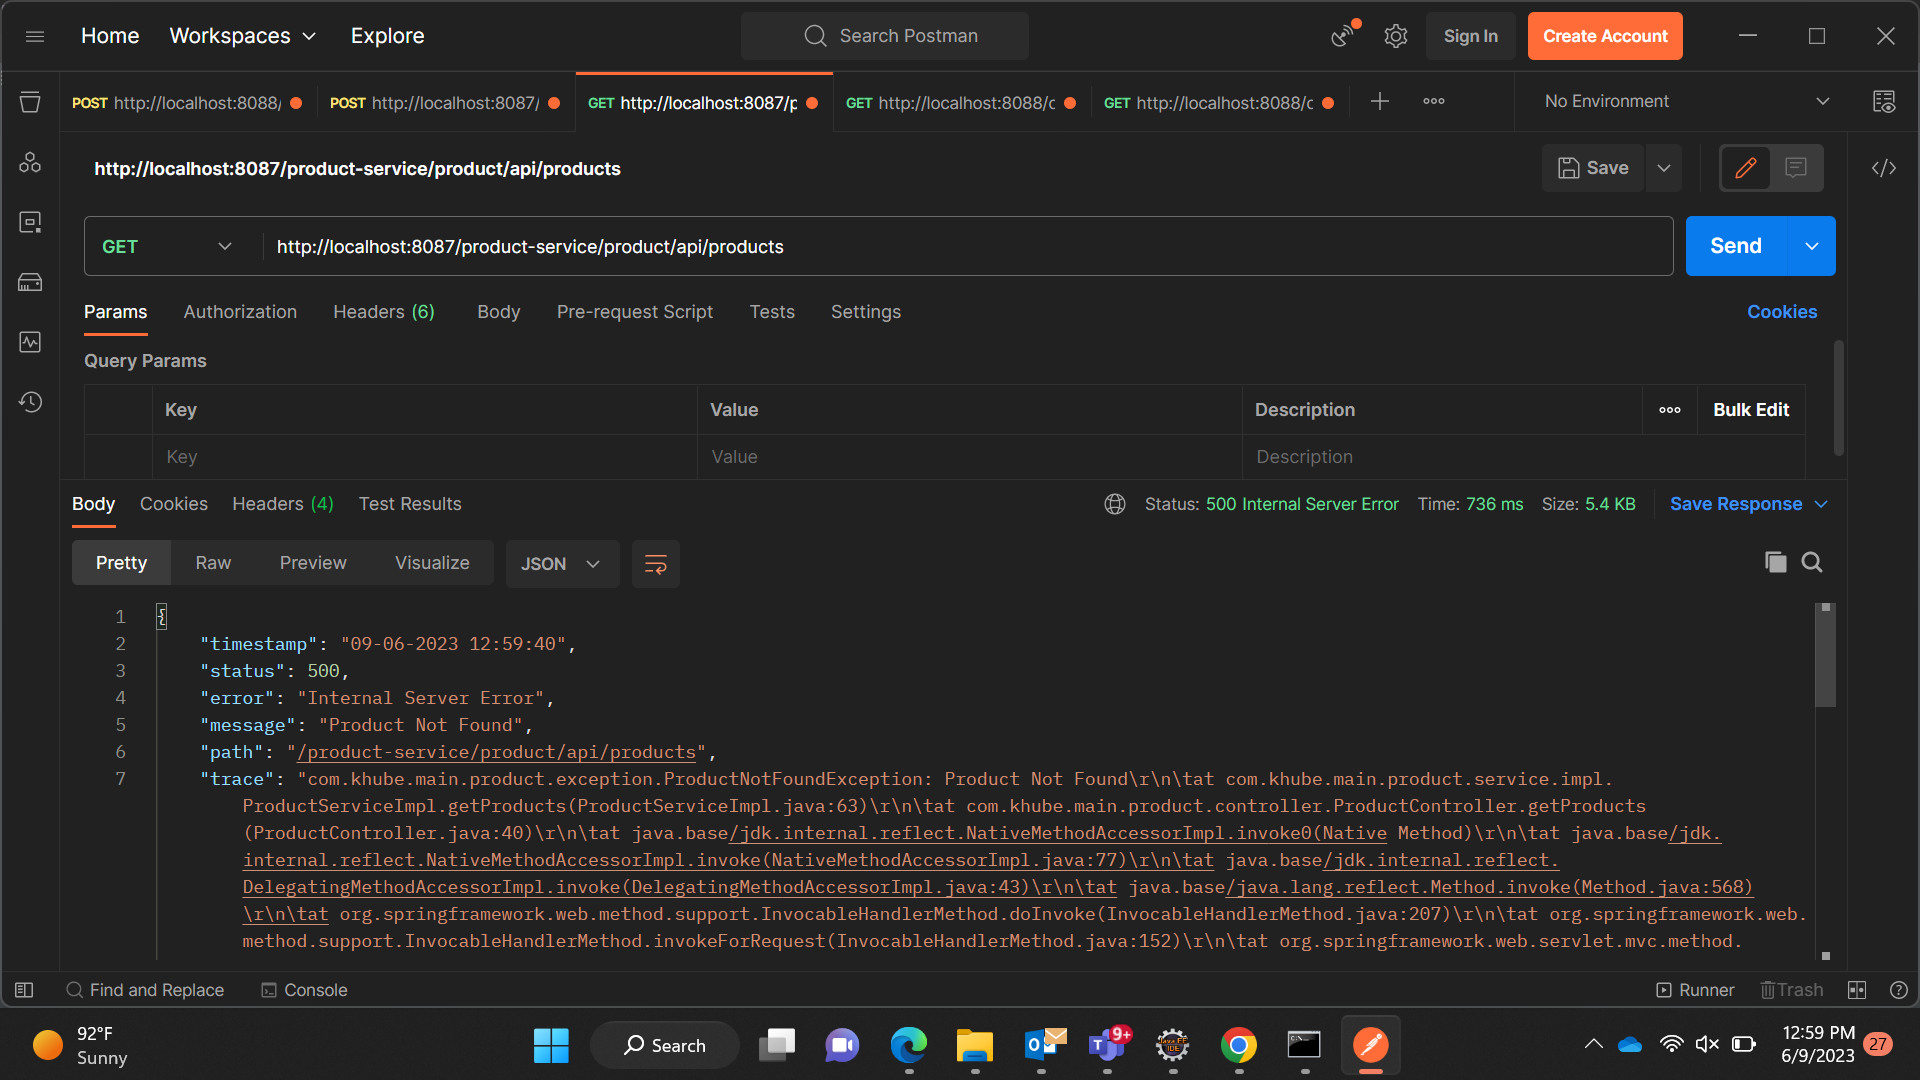 Home
Workspaces
Explore
Search Postman
Sign In
Create Account
POST http://localhost:8088/
POST http://localhost:8087/
GET http://localhost:8087/p
GET http://localhost:8088/c
GET http://localhost:8088/c
No Environment
http://localhost:8087/product-service/product/api/products
Save
GET
http://localhost:8087/product-service/product/api/products
Send
Params
Authorization
Headers (6)
Body
Pre-request Script
Tests
Settings
Cookies
Query Params
Key
Value
Description
Bulk Edit
Key
Value
Description
Body
Cookies
Headers (4)
Test Results
Status: 500 Internal Server Error
Time: 736 ms
Size: 5.4 KB
Save Response
Pretty
Raw
Preview
Visualize
JSON
1 {
2 "timestamp": "09-06-2023 12:59:40",
3 "status": 500,
4 "error": "Internal Server Error",
5 "message": "Product Not Found",
6 "path": "/product-service/product/api/products",
7 "trace": "com.khube.main.product.exception.ProductNotFoundException: Product Not Found\r\n\tat com.khube.main.product.service.impl.
ProductServiceImpl.getProducts(ProductServiceImpl.java:63)\r\n\tat com.khube.main.product.controller.ProductController.getProducts
(ProductController.java:40)\r\n\tat java.base/jdk.internal.reflect.NativeMethodAccessorImpl.invoke0(Native Method)\r\n\tat java.base/jdk.
internal.reflect.NativeMethodAccessorImpl.invoke(NativeMethodAccessorImpl.java:77)\r\n\tat java.base/jdk.internal.reflect.
DelegatingMethodAccessorImpl.invoke(DelegatingMethodAccessorImpl.java:43)\r\n\tat java.base/java.lang.reflect.Method.invoke(Method.java:568)
\r\n\tat org.springframework.web.method.support.InvocableHandlerMethod.doInvoke(InvocableHandlerMethod.java:207)\r\n\tat org.springframework.web.
method.support.InvocableHandlerMethod.invokeForRequest(InvocableHandlerMethod.java:152)\r\n\tat org.springframework.web.servlet.mvc.method.
Find and Replace
Console
Runner
Trash
92°F
Sunny
Search
9+
Java EE
IDE
12:59 PM
6/9/2023
27